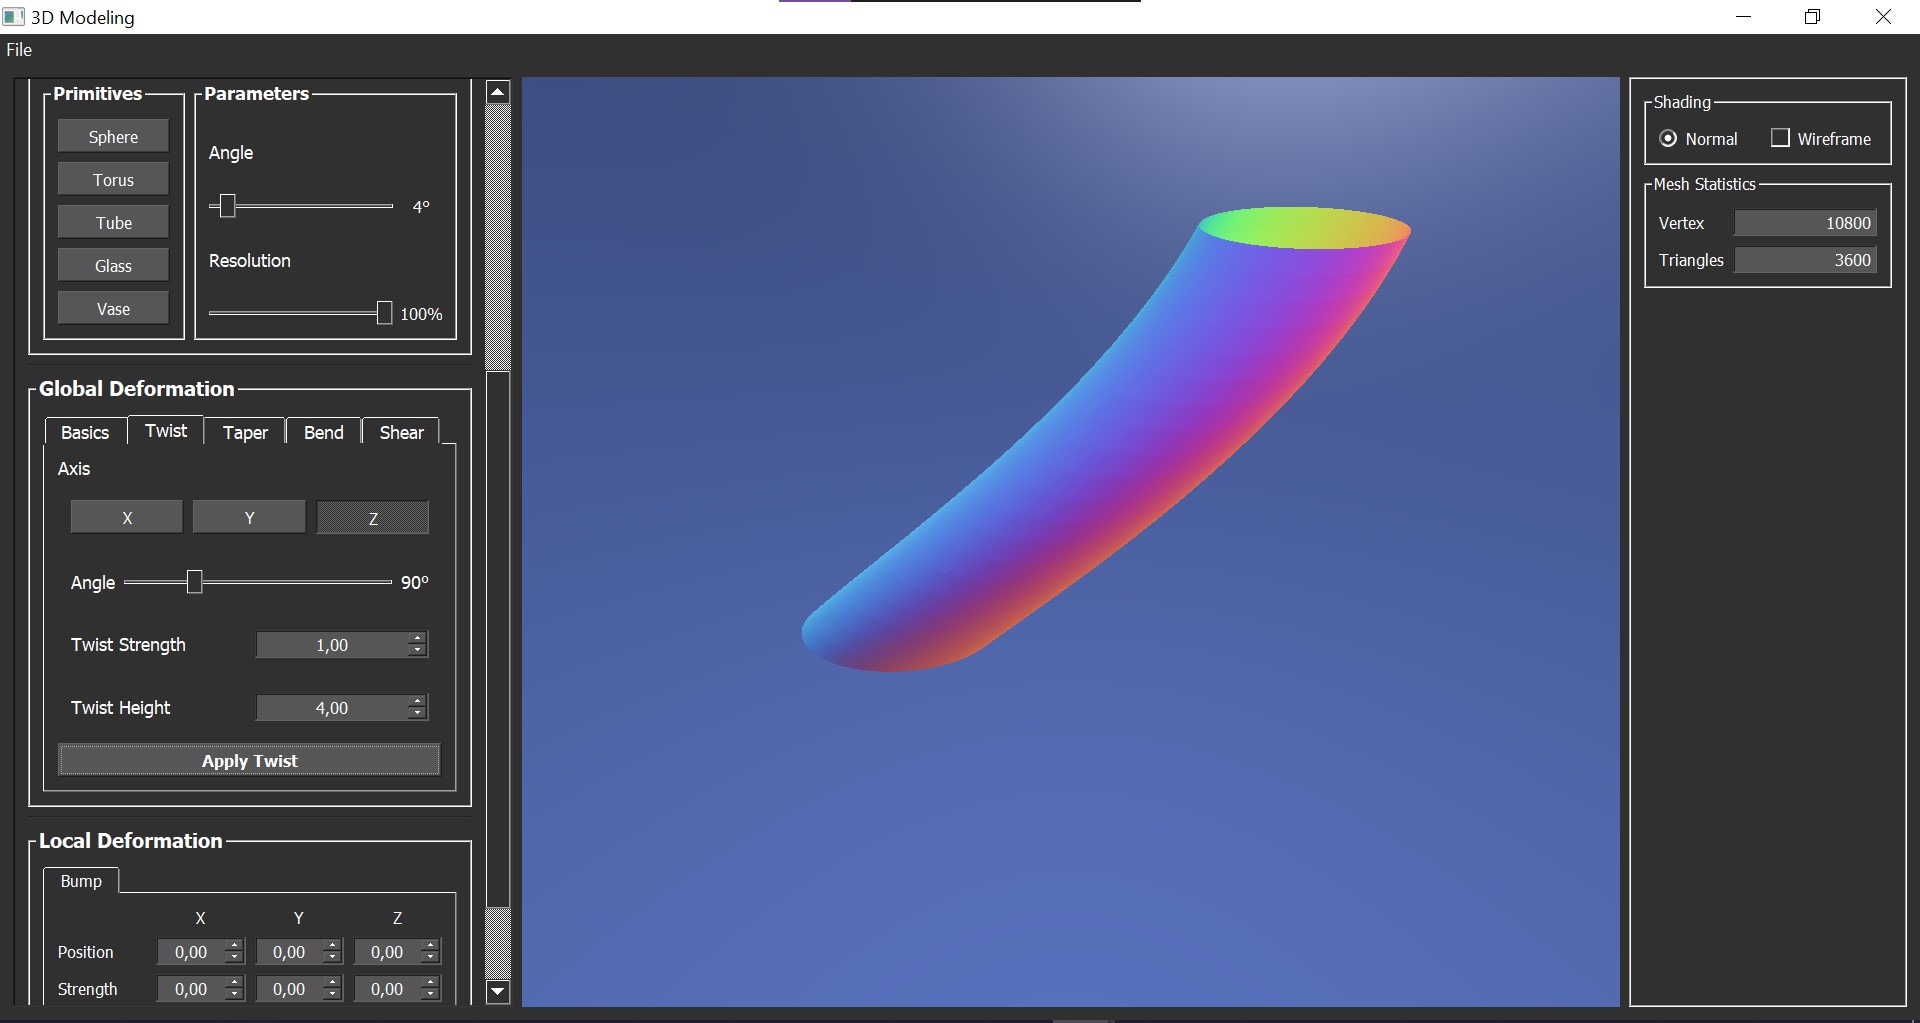 3D Modeling
File
Primitives
Sphere
Torus
Tube
Glass
Vase
Parameters
Angle
4°
Resolution
100%
Global Deformation
Basics Twist Taper Bend Shear
Axis
X Y Z
Angle 90º
Twist Strength 1,00
Twist Height 4,00
Apply Twist
Local Deformation
Bump
X Y Z
Position 0,00 0,00 0,00
Strength 0,00 0,00 0,00
Shading
Normal Wireframe
Mesh Statistics
Vertex 10800
Triangles 3600